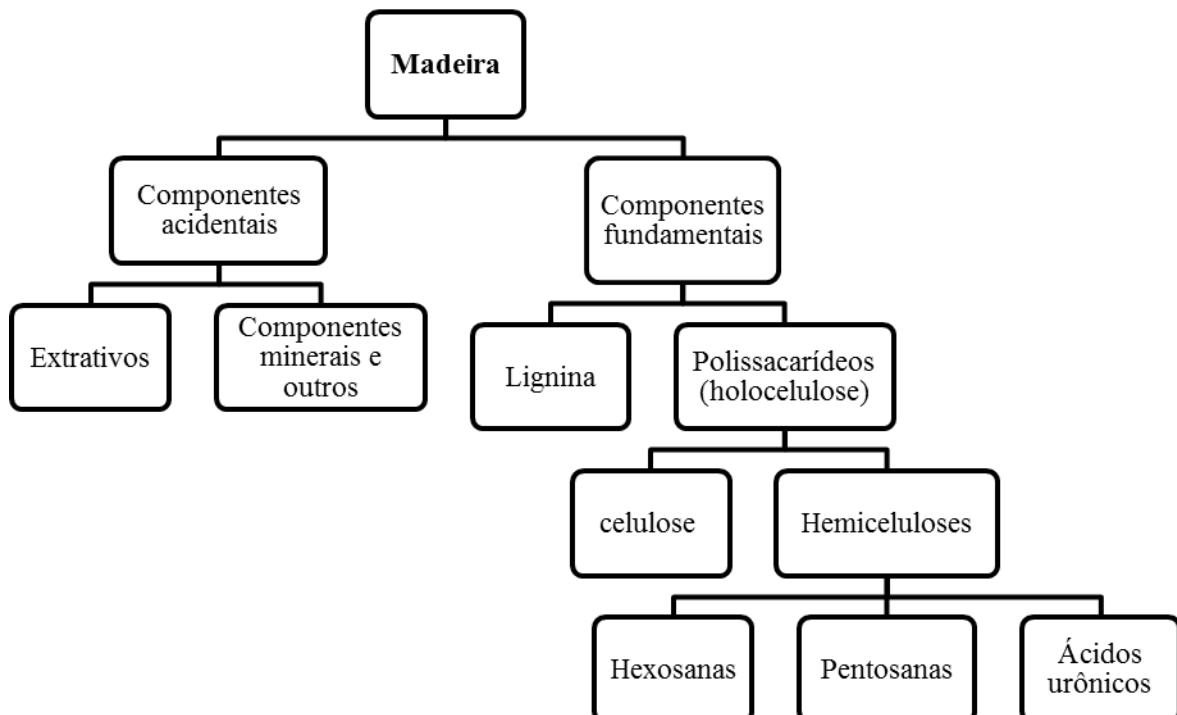 Madeira
Componentes
acidentais
Componentes
fundamentais
Extrativos
Componentes
minerais e
outros
Lignina
Polissacarídeos
(holocelulose)
celulose
Hemiceluloses
Hexosanas
Pentosanas
Ácidos
urônicos